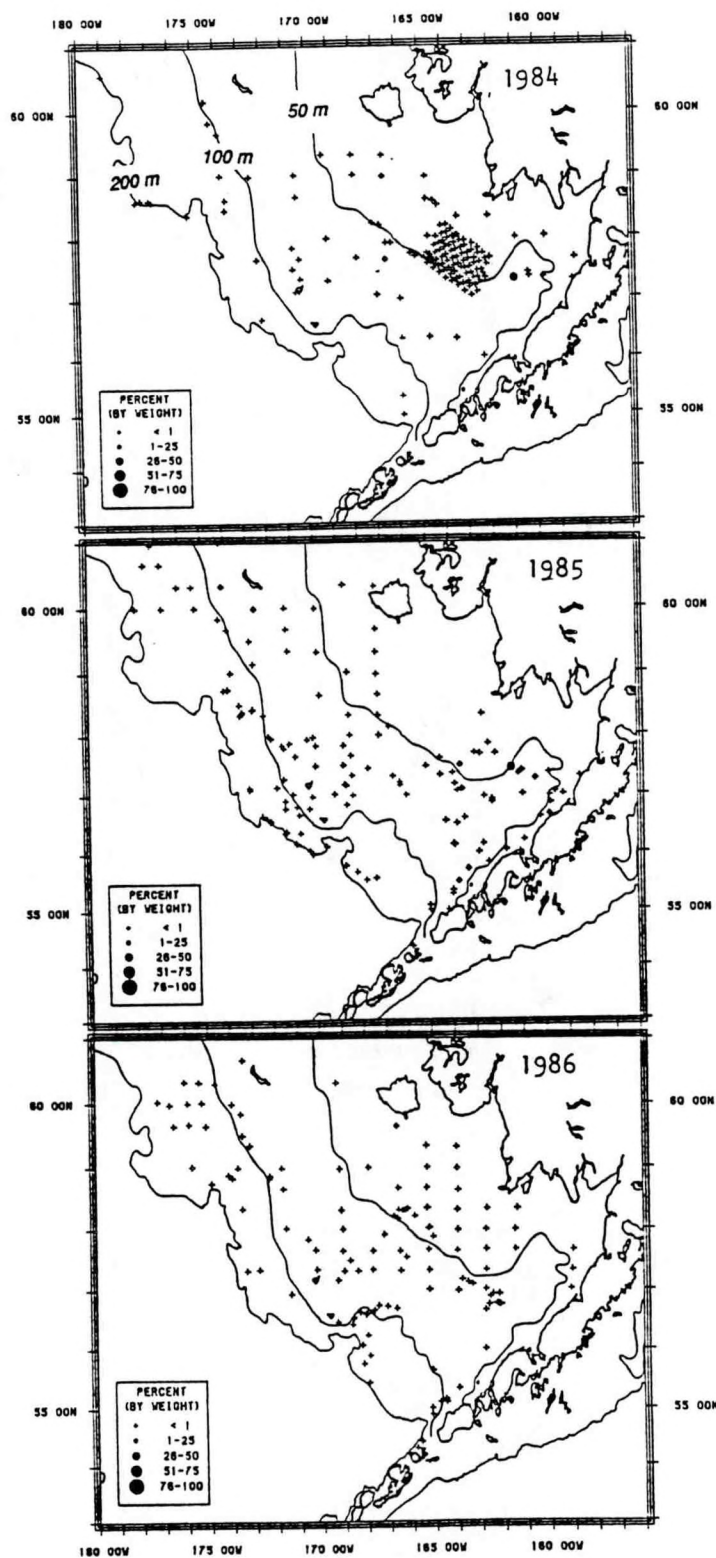 180 00W 175 00W 170 00W 165 00W 160 00W
1984
60 00N 60 00N
50 m
100 m
200 m
55 00N 55 00N
PERCENT
(BY WEIGHT)
< 1
1-25
26-50
51-75
76-100
1985
60 00N 60 00N
55 00N 55 00N
PERCENT
(BY WEIGHT)
< 1
1-25
26-50
51-75
76-100
1986
60 00N 60 00N
55 00N 55 00N
PERCENT
(BY WEIGHT)
< 1
1-25
26-50
51-75
76-100
180 00W 175 00W 170 00W 165 00W 160 00W